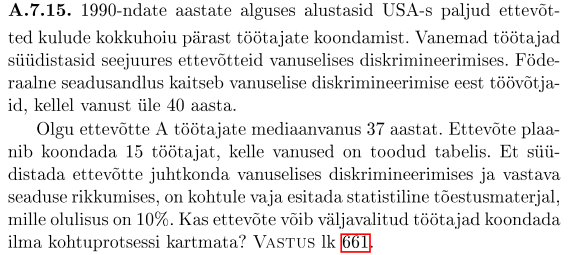 A.7.15. 1990-ndate aastate alguses alustasid USA-s paljud ettevõt-
ted kulude kokkuhoiu pärast töötajate koondamist. Vanemad töötajad
süüdistasid seejuures ettevõtteid vanuselises diskrimineerimises. Föde-
raalne seadusandlus kaitseb vanuselise diskrimineerimise eest töövõtja-
id, kellel vanust üle 40 aasta.
Olgu ettevõtte A töötajate mediaanvanus 37 aastat. Ettevõte plaa-
nib koondada 15 töötajat, kelle vanused on toodud tabelis. Et süü-
distada ettevõtte juhtkonda vanuselises diskrimineerimises ja vastava
seaduse rikkumises, on kohtule vaja esitada statistiline tõestusmaterjal,
mille olulisus on 10%. Kas ettevõte võib väljavalitud töötajad koondada
ilma kohtuprotsessi kartmata? VASTUS lk 661.